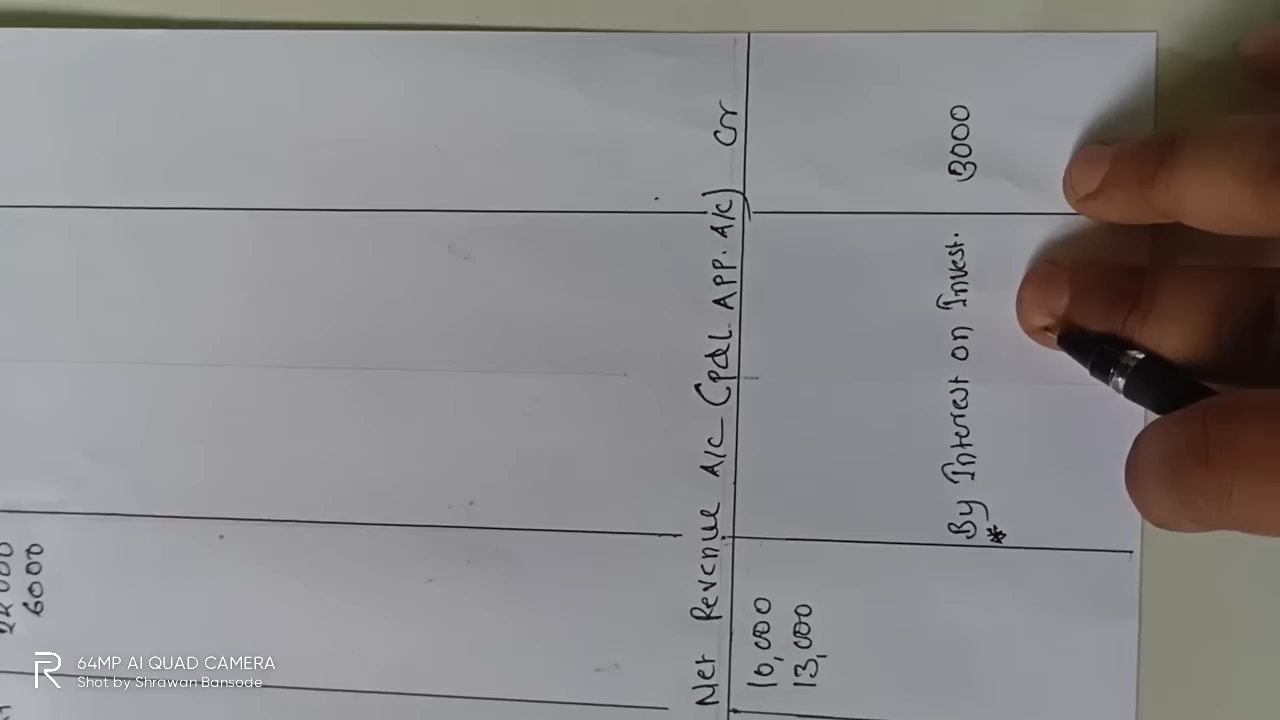 6000
Net Revenue A/C (P&L. APP. A/C) Cr
10,000
13,000
By Interest on Invest. 3000
*
64MP AI QUAD CAMERA
Shot by Shrawan Bansode